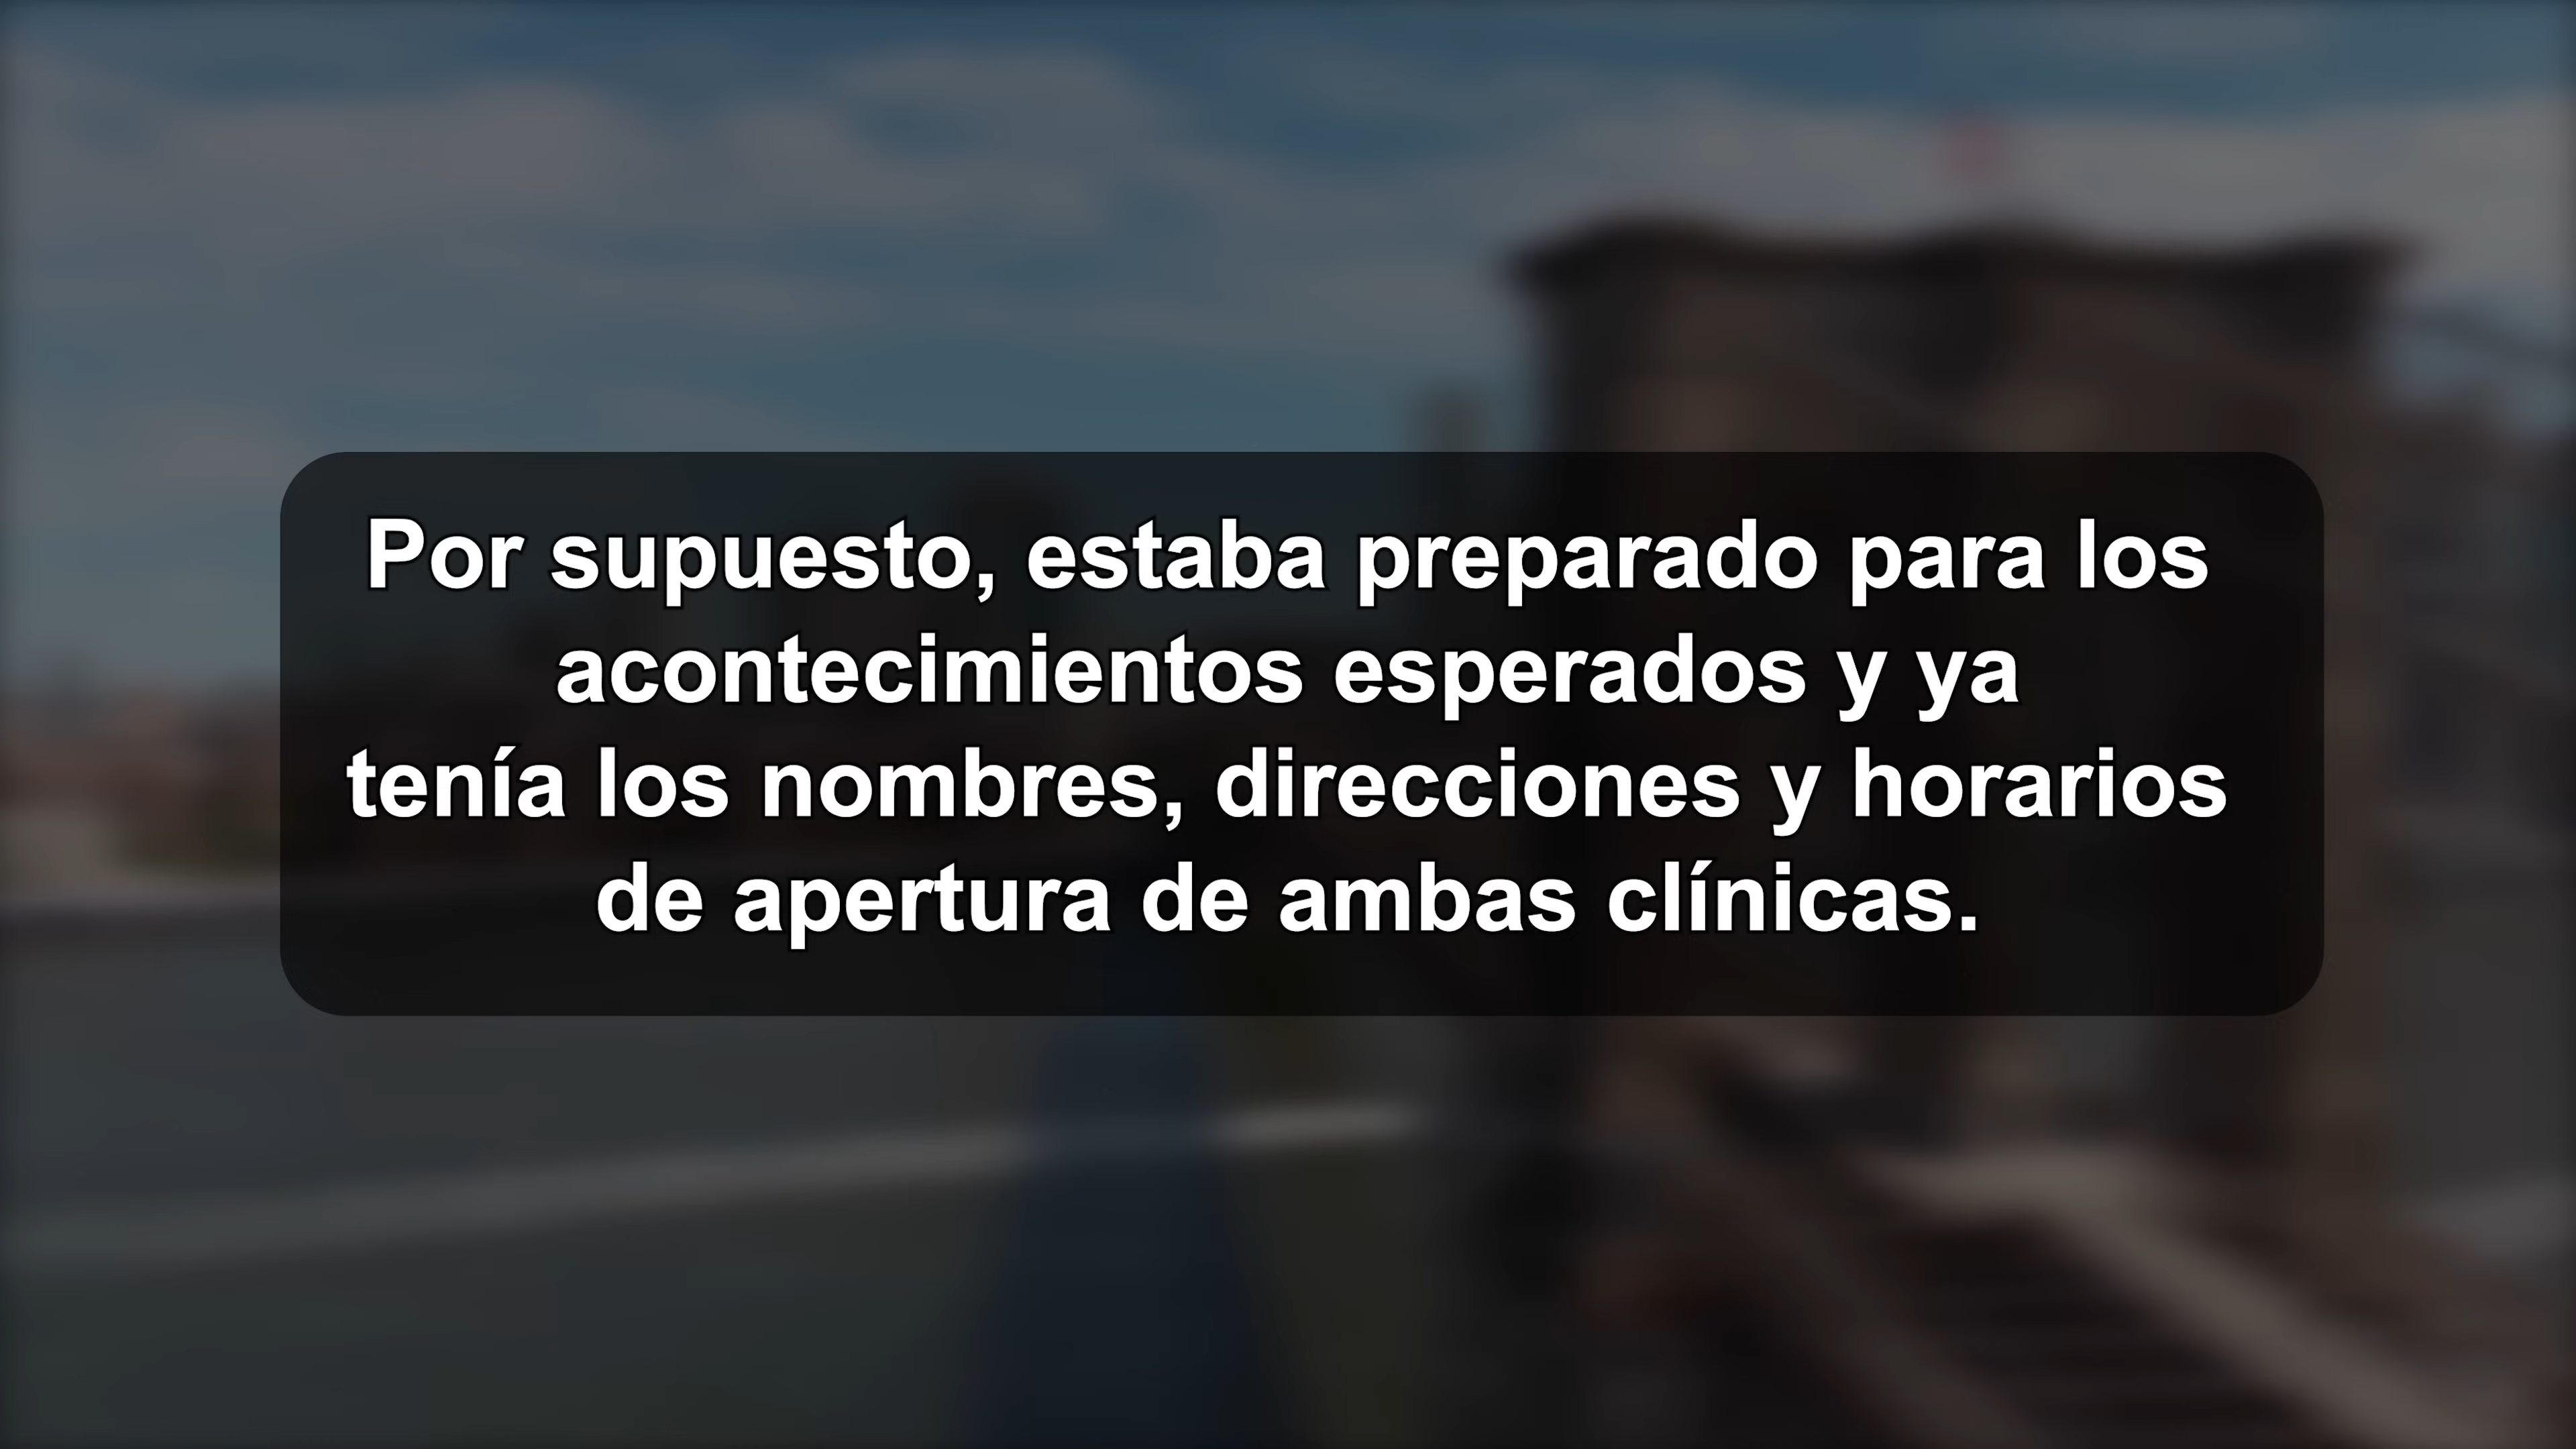 Por supuesto, estaba preparado para los
acontecimientos esperados y ya
tenía los nombres, direcciones y horarios
de apertura de ambas clínicas.